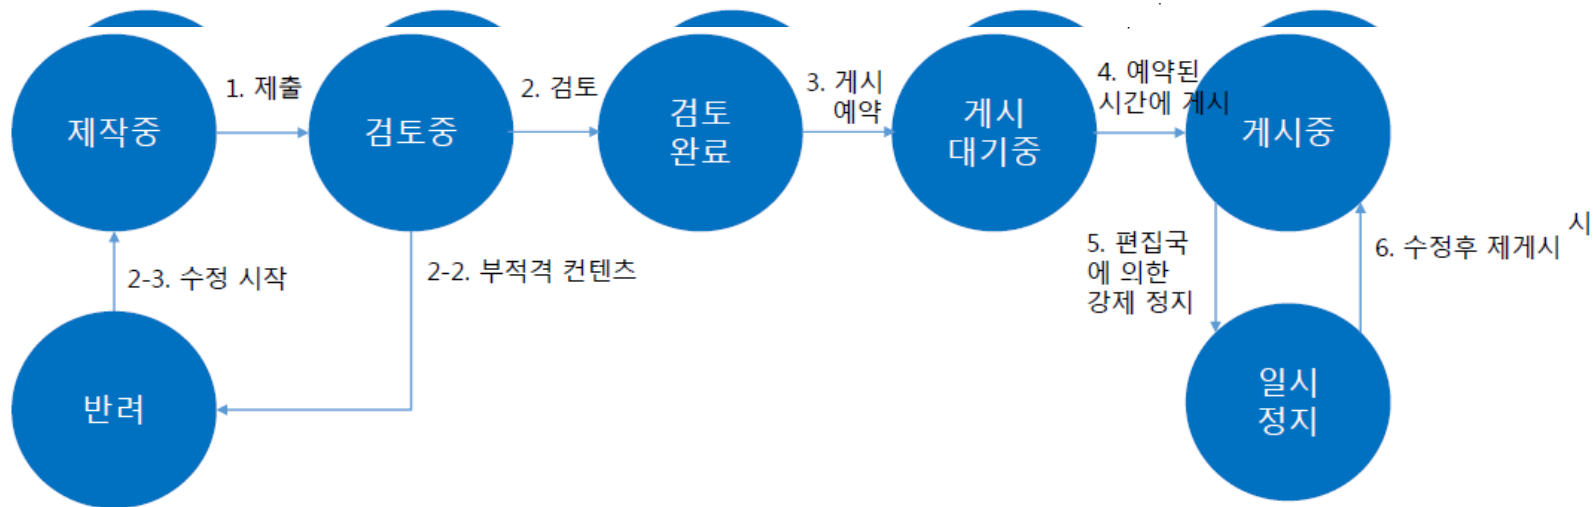 제작중
1. 제출
검토중
2. 검토
검토
완료
3. 게시
예약
게시
대기중
4. 예약된
시간에 게시
게시중
2-3. 수정 시작
반려
2-2. 부적격 컨텐츠
5. 편집국
에 의한
강제 정지
시
6. 수정후 제게시
일시
정지